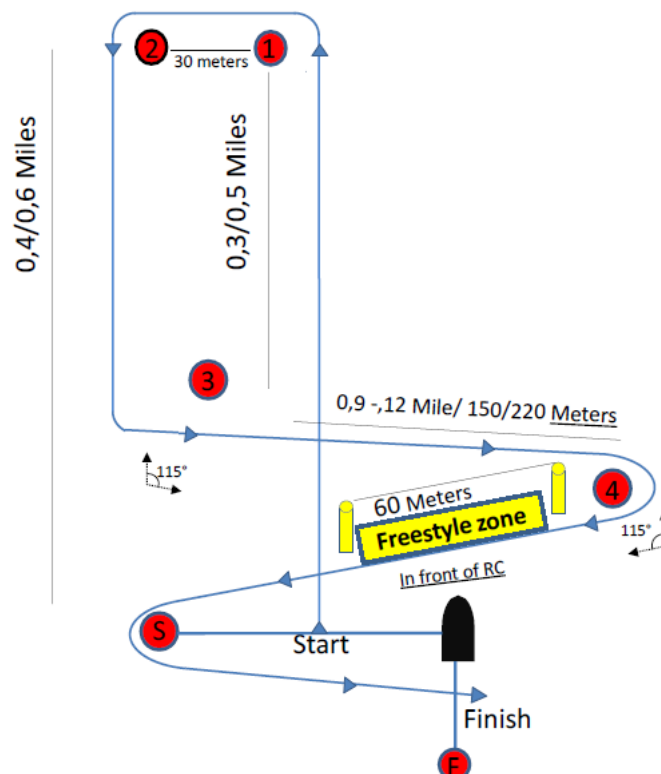 2
1
30 meters
0,4/0,6 Miles
0,3/0,5 Miles
3
0,9 -,12 Mile/ 150/220 Meters
115°
4
60 Meters
Freestyle zone
115°
In front of RC
S
Start
Finish
F